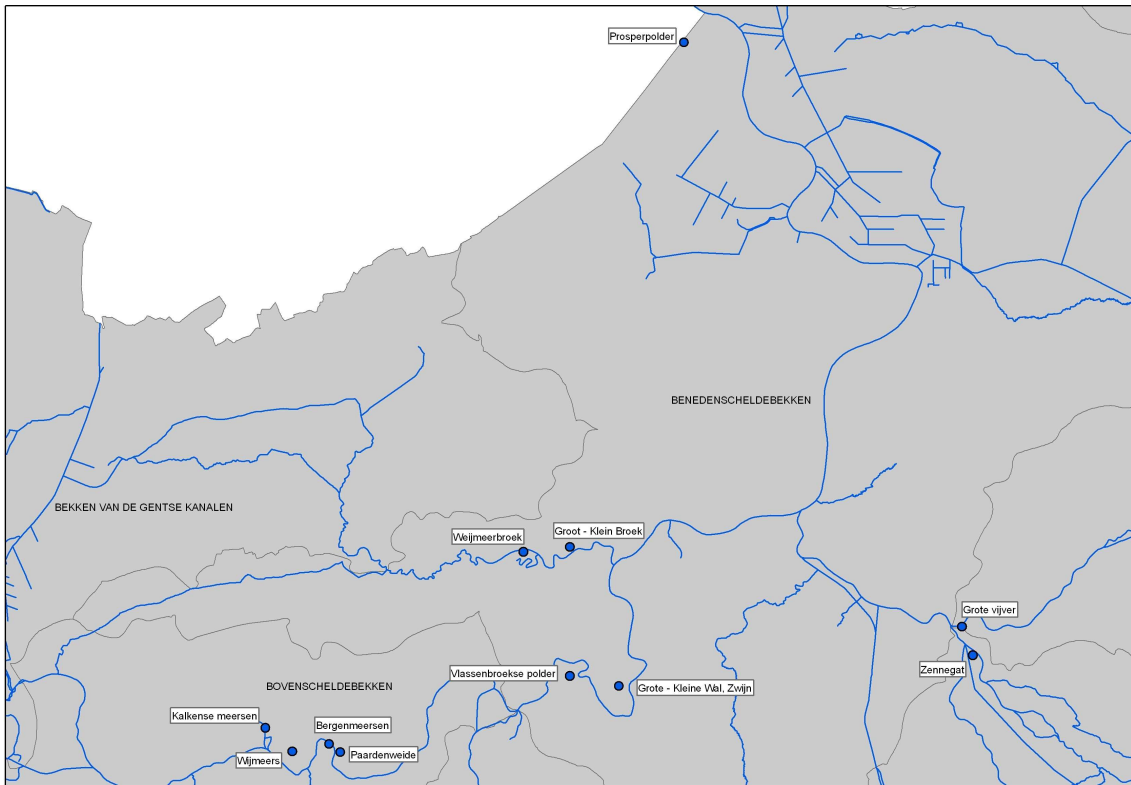 Prosperpolder
BENEDENSCHELDEBEKKEN
BEKKEN VAN DE GENTSE KANALEN
Weijmeerbroek
Groot - Klein Broek
Grote vijver
Zennegat
Vlassenbroekse polder
Grote - Kleine Wal, Zwijn
BOVENSCHELDEBEKKEN
Kalkense meersen
Bergenmeersen
Wijmeers
Paardenweide